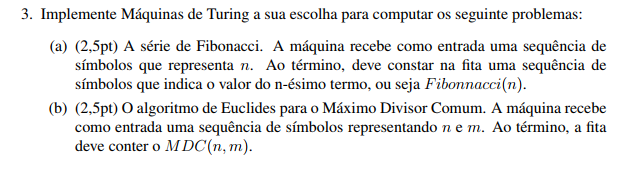 3. Implemente Máquinas de Turing a sua escolha para computar os seguinte problemas:
(a) (2,5pt) A série de Fibonacci. A máquina recebe como entrada uma sequência de
símbolos que representa n. Ao término, deve constar na fita uma sequência de
símbolos que indica o valor do n-ésimo termo, ou seja Fibonnacci(n).
(b) (2,5pt) O algoritmo de Euclides para o Máximo Divisor Comum. A máquina recebe
como entrada uma sequência de símbolos representando n e m. Ao término, a fita
deve conter o MDC(n, m).